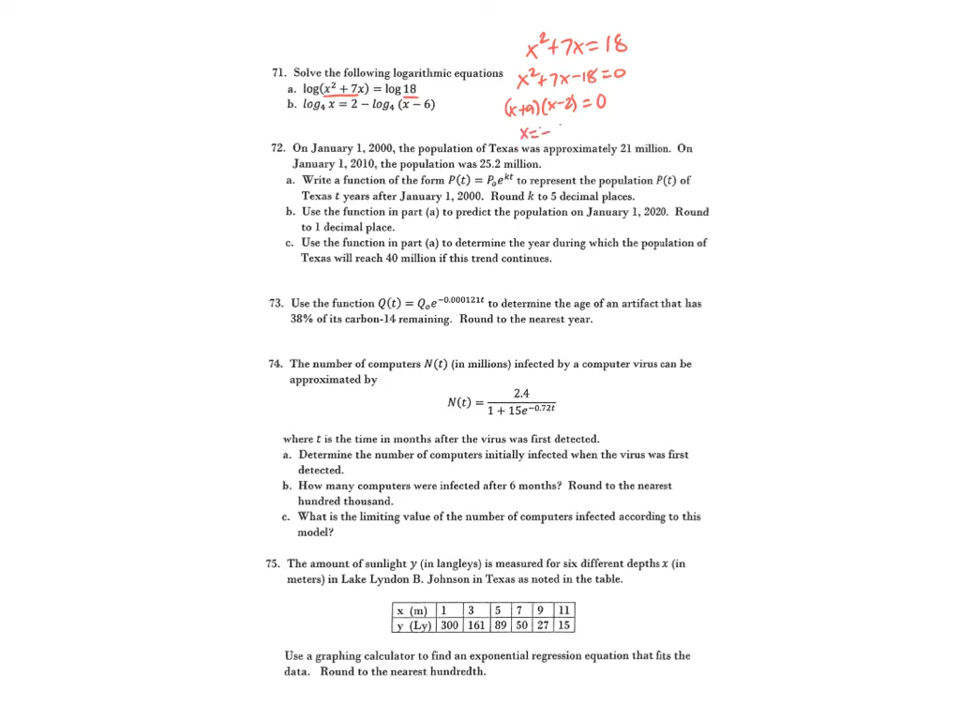 x²+7x=18
71. Solve the following logarithmic equations
x²+7x-18=0
a. log(x² + 7x) = log 18
b. log₄ x = 2 − log₄ (x − 6)
(x+9)(x-2)=0
x=-
72. On January 1, 2000, the population of Texas was approximately 21 million. On
January 1, 2010, the population was 25.2 million.
a. Write a function of the form P(t) = Pₒe^kt to represent the population P(t) of
Texas t years after January 1, 2000. Round k to 5 decimal places.
b. Use the function in part (a) to predict the population on January 1, 2020. Round
to 1 decimal place.
c. Use the function in part (a) to determine the year during which the population of
Texas will reach 40 million if this trend continues.
73. Use the function Q(t) = Qₒe^−0.000121t to determine the age of an artifact that has
38% of its carbon-14 remaining. Round to the nearest year.
74. The number of computers N(t) (in millions) infected by a computer virus can be
approximated by
N(t) = 2.4 / (1 + 15e^−0.72t)
where t is the time in months after the virus was first detected.
a. Determine the number of computers initially infected when the virus was first
detected.
b. How many computers were infected after 6 months? Round to the nearest
hundred thousand.
c. What is the limiting value of the number of computers infected according to this
model?
75. The amount of sunlight y (in langleys) is measured for six different depths x (in
meters) in Lake Lyndon B. Johnson in Texas as noted in the table.
x (m) 1 3 5 7 9 11
y (Ly) 300 161 89 50 27 15
Use a graphing calculator to find an exponential regression equation that fits the
data. Round to the nearest hundredth.